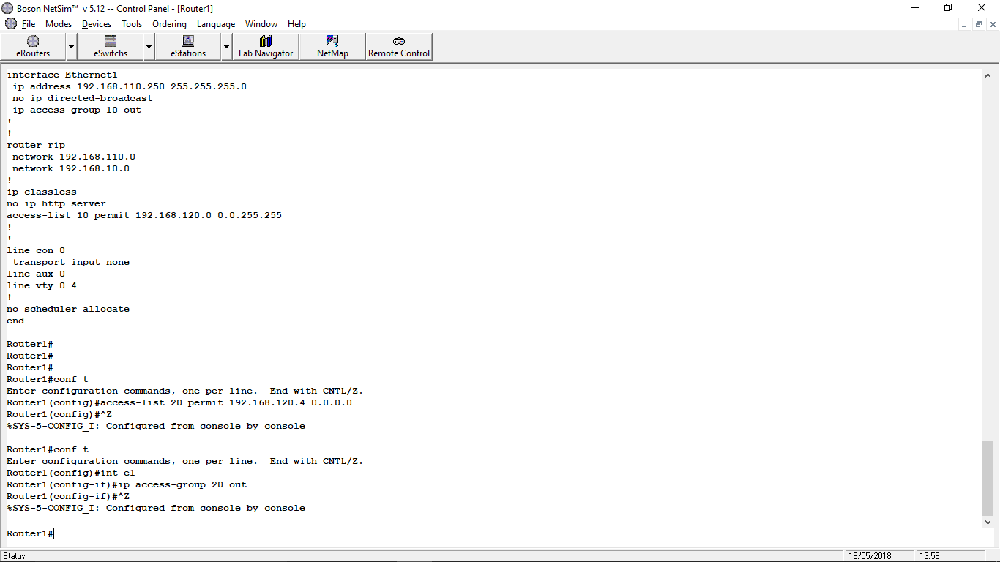 Boson NetSim™ v 5.12 -- Control Panel - [Router1]
File Modes Devices Tools Ordering Language Window Help
eRouters eSwitchs eStations Lab Navigator NetMap Remote Control
interface Ethernet1
 ip address 192.168.110.250 255.255.255.0
 no ip directed-broadcast
 ip access-group 10 out
!
!
router rip
 network 192.168.110.0
 network 192.168.10.0
!
ip classless
no ip http server
access-list 10 permit 192.168.120.0 0.0.255.255
!
!
line con 0
 transport input none
line aux 0
line vty 0 4
!
no scheduler allocate
end
Router1#
Router1#
Router1#
Router1#conf t
Enter configuration commands, one per line.  End with CNTL/Z.
Router1(config)#access-list 20 permit 192.168.120.4 0.0.0.0
Router1(config)#^Z
%SYS-5-CONFIG_I: Configured from console by console
Router1#conf t
Enter configuration commands, one per line.  End with CNTL/Z.
Router1(config)#int e1
Router1(config-if)#ip access-group 20 out
Router1(config-if)#^Z
%SYS-5-CONFIG_I: Configured from console by console
Router1#
Status 19/05/2018 13:59